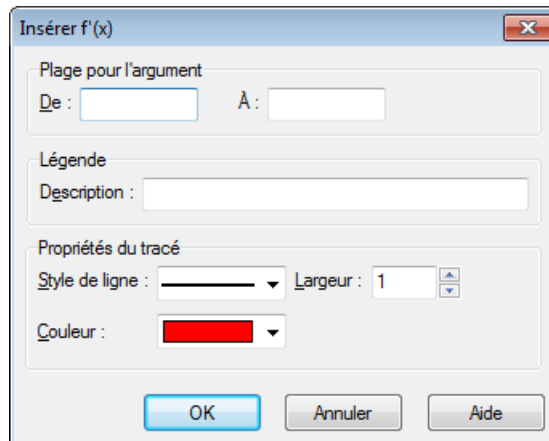 Insérer f'(x)
Plage pour l'argument
De :
À :
Légende
Description :
Propriétés du tracé
Style de ligne :
Largeur : 1
Couleur :
OK
Annuler
Aide